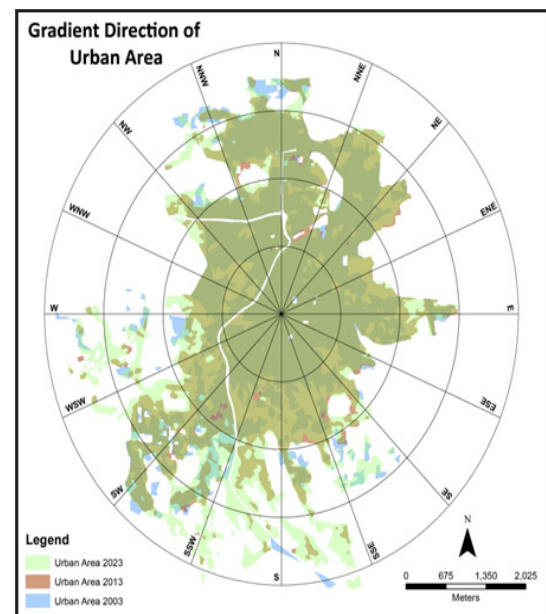 Gradient Direction of
Urban Area
N
NNW
NNE
NW
NE
WNW
ENE
W
E
WSW
ESE
SW
SE
SSW
SSE
S
Legend
Urban Area 2023
Urban Area 2013
Urban Area 2003
N
0 675 1,350 2,025
Meters